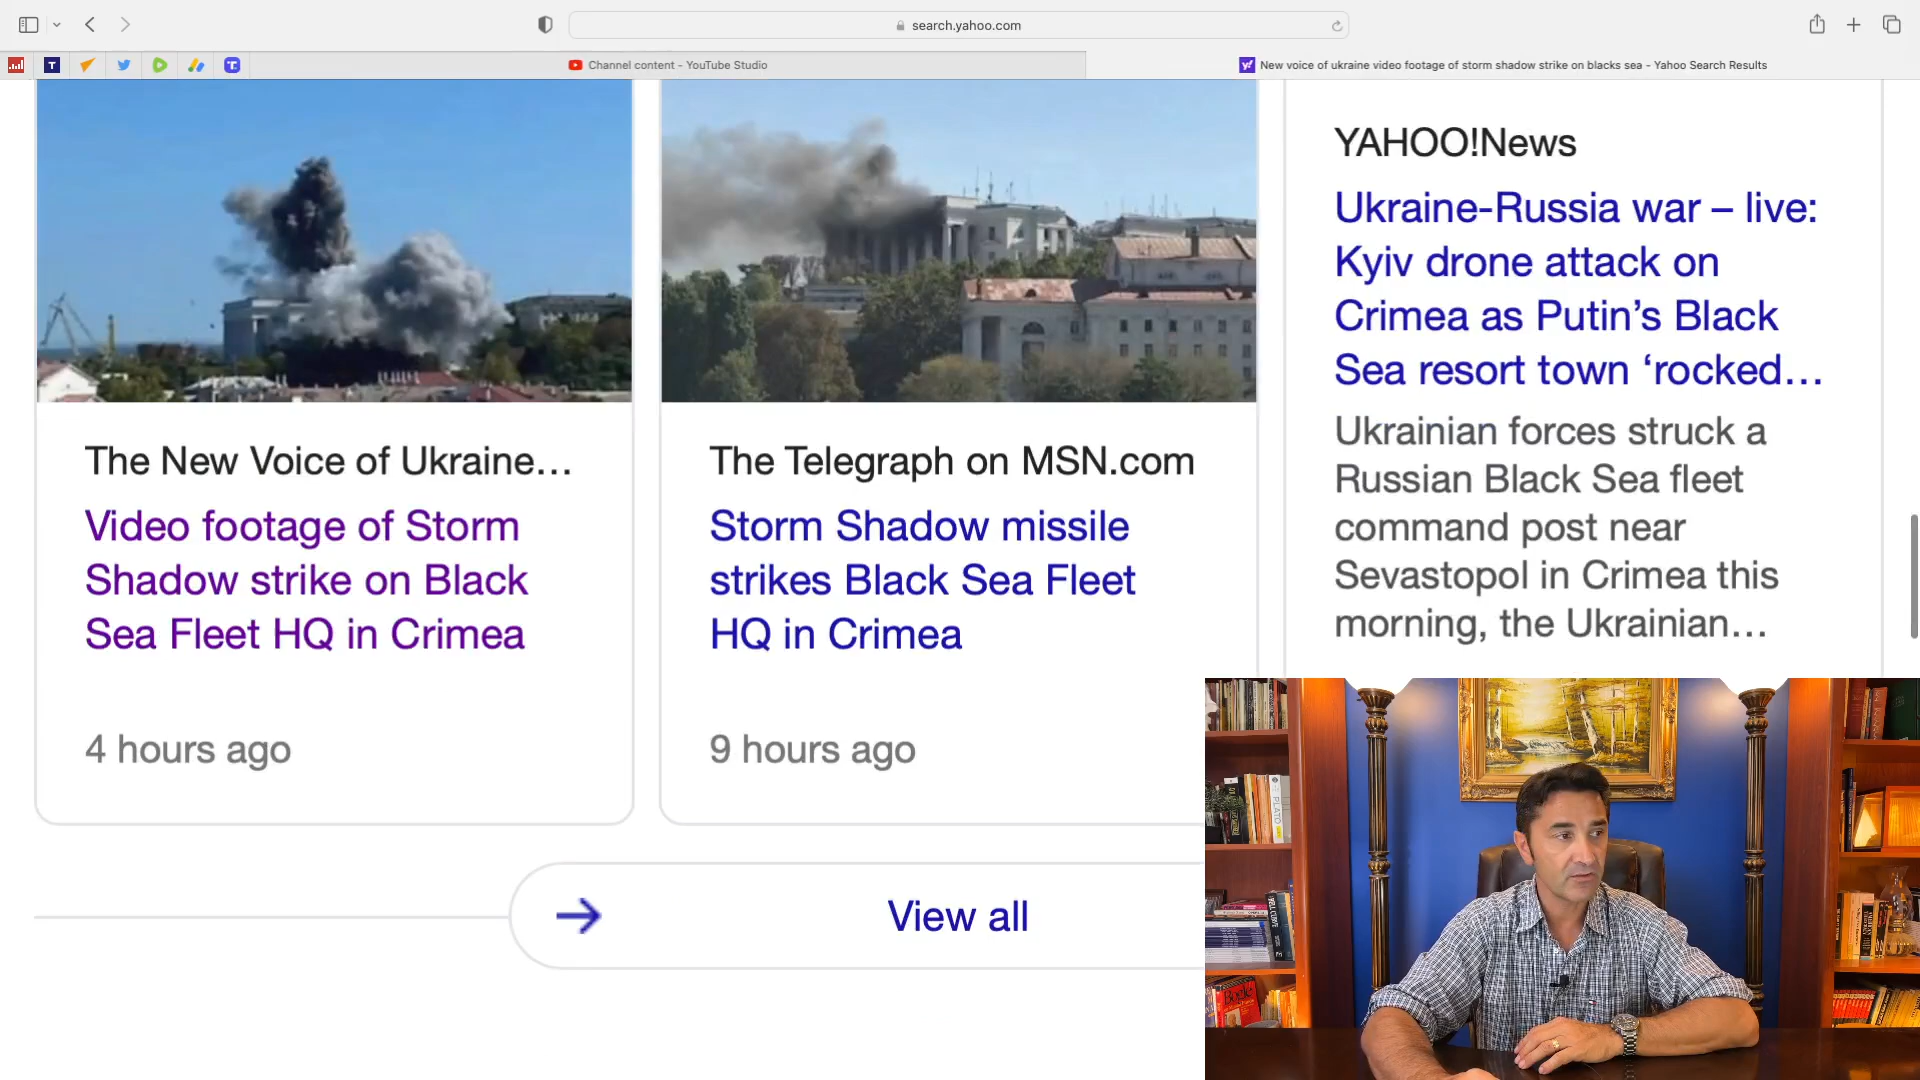 search.yahoo.com
Channel content - YouTube Studio
New voice of ukraine video footage of storm shadow strike on blacks sea - Yahoo Search Results
The New Voice of Ukraine...
Video footage of Storm
Shadow strike on Black
Sea Fleet HQ in Crimea
4 hours ago
The Telegraph on MSN.com
Storm Shadow missile
strikes Black Sea Fleet
HQ in Crimea
9 hours ago
YAHOO!News
Ukraine-Russia war – live:
Kyiv drone attack on
Crimea as Putin’s Black
Sea resort town ‘rocked...
Ukrainian forces struck a
Russian Black Sea fleet
command post near
Sevastopol in Crimea this
morning, the Ukrainian...
View all
PLATO